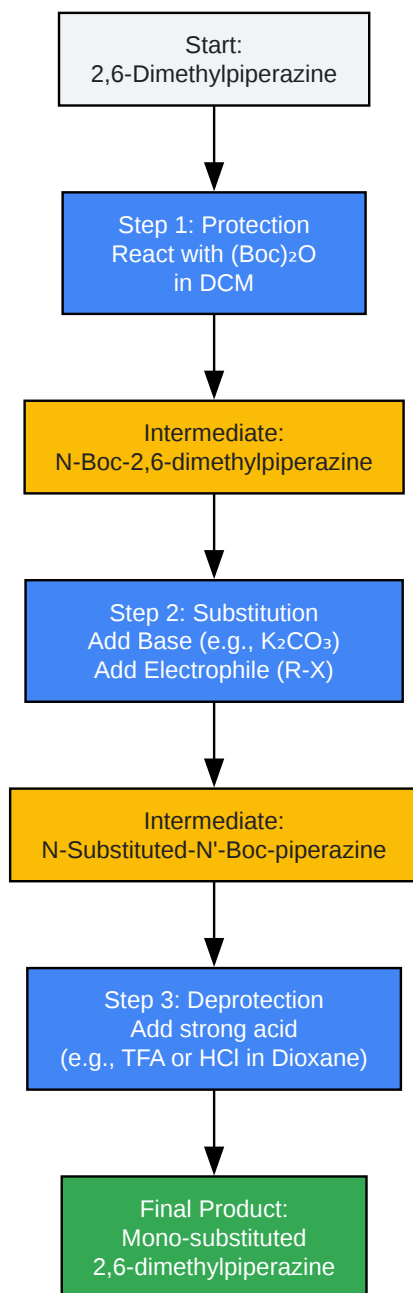 Start:
2,6-Dimethylpiperazine
Step 1: Protection
React with (Boc)₂O
in DCM
Intermediate:
N-Boc-2,6-dimethylpiperazine
Step 2: Substitution
Add Base (e.g., K₂CO₃)
Add Electrophile (R-X)
Intermediate:
N-Substituted-N'-Boc-piperazine
Step 3: Deprotection
Add strong acid
(e.g., TFA or HCl in Dioxane)
Final Product:
Mono-substituted
2,6-dimethylpiperazine